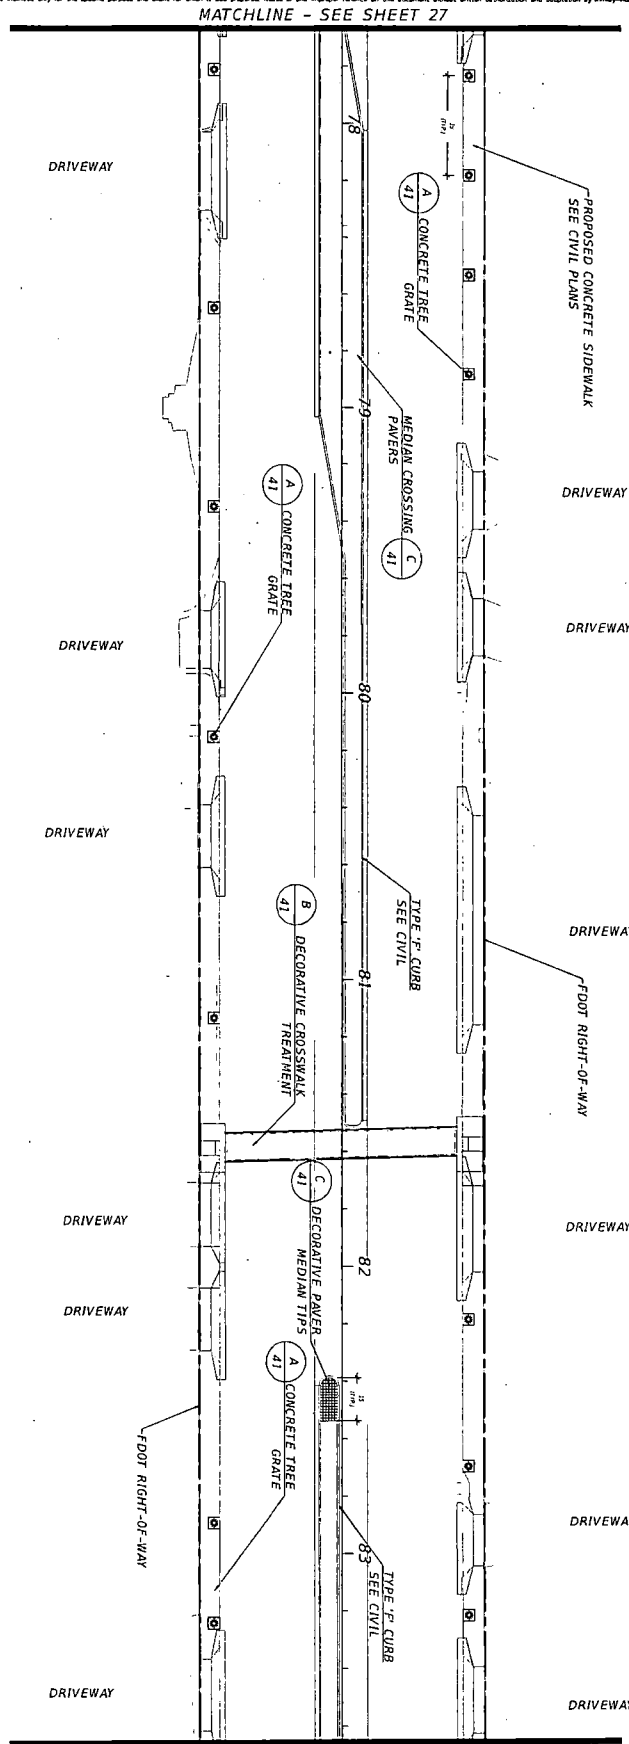 MATCHLINE - SEE SHEET 27
DRIVEWAY
78
PROPOSED CONCRETE SIDEWALK
SEE CIVIL PLANS
A
41
CONCRETE TREE
GRATE
79
MEDIAN CROSSING
PAVERS
C
41
A
41
CONCRETE TREE
GRATE
DRIVEWAY
DRIVEWAY
DRIVEWAY
80
DRIVEWAY
TYPE 'F' CURB
SEE CIVIL
B
41
DECORATIVE CROSSWALK
TREATMENT
DRIVEWA
81
FDOT RIGHT-OF-WAY
C
41
DECORATIVE PAVER
MEDIAN TIPS
DRIVEWAY
DRIVEWAY
82
DRIVEWAY
A
41
CONCRETE TREE
GRATE
FDOT RIGHT-OF-WAY
DRIVEWA
83
TYPE 'F' CURB
SEE CIVIL
DRIVEWAY
DRIVEWA